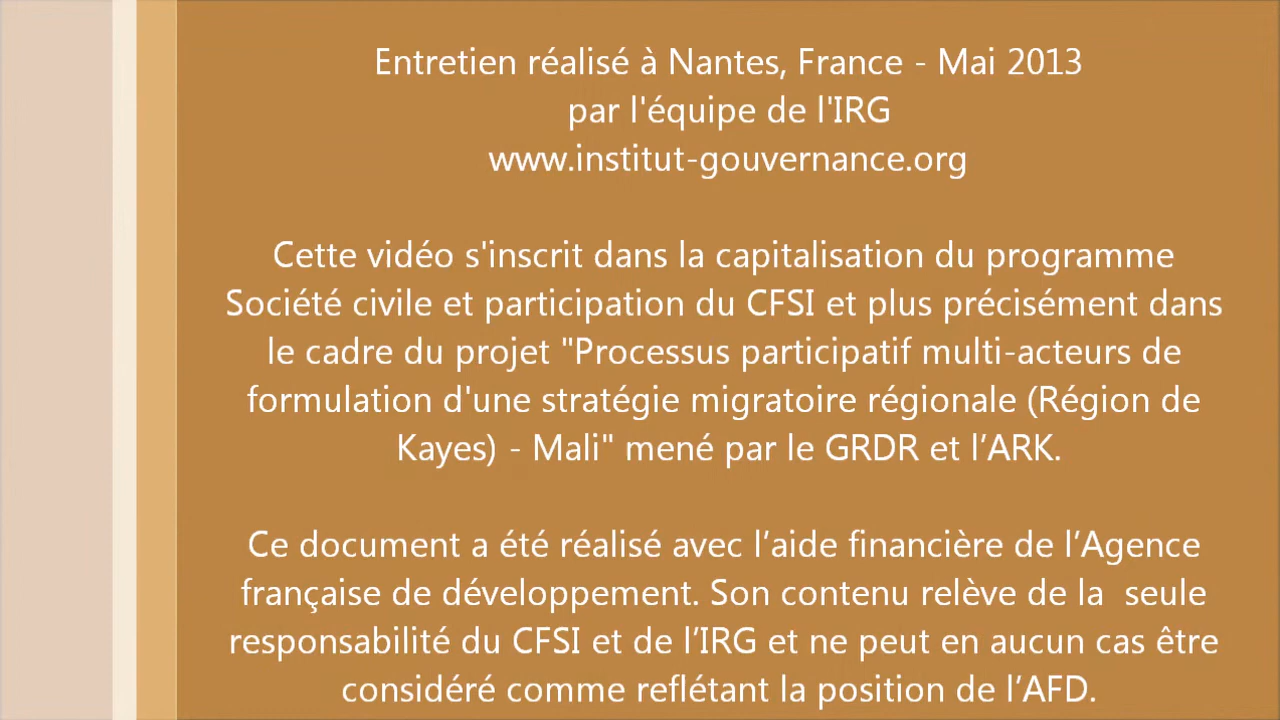 Entretien réalisé à Nantes, France - Mai 2013
par l'équipe de l'IRG
www.institut-gouvernance.org
Cette vidéo s'inscrit dans la capitalisation du programme
Société civile et participation du CFSI et plus précisément dans
le cadre du projet "Processus participatif multi-acteurs de
formulation d'une stratégie migratoire régionale (Région de
Kayes) - Mali" mené par le GRDR et l’ARK.
Ce document a été réalisé avec l’aide financière de l’Agence
française de développement. Son contenu relève de la  seule
responsabilité du CFSI et de l’IRG et ne peut en aucun cas être
considéré comme reflétant la position de l’AFD.